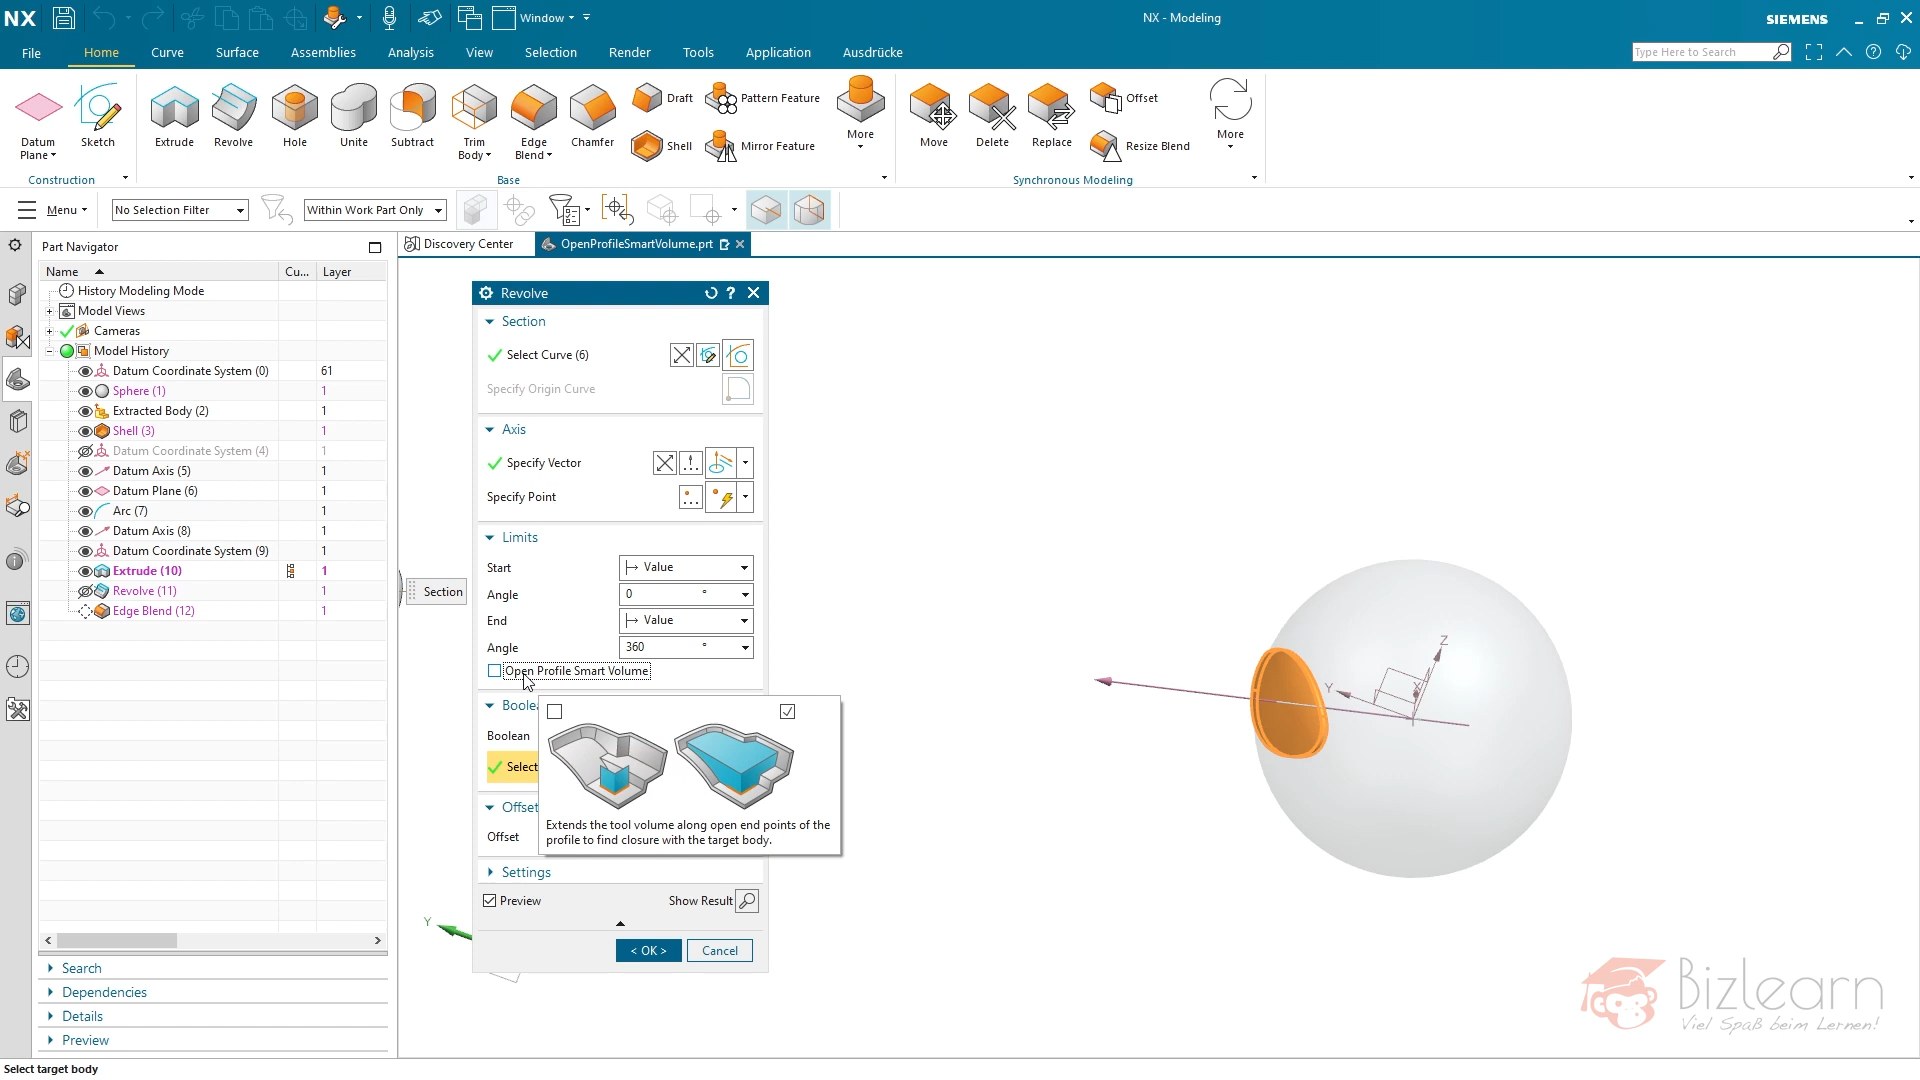 NX
Window
NX - Modeling
SIEMENS
File
Home
Curve
Surface
Assemblies
Analysis
View
Selection
Render
Tools
Application
Ausdrücke
Type Here to Search
Datum Plane
Sketch
Extrude
Revolve
Hole
Unite
Subtract
Trim Body
Edge Blend
Chamfer
Draft
Shell
Pattern Feature
Mirror Feature
More
Move
Delete
Replace
Offset
Resize Blend
More
Construction
Base
Synchronous Modeling
Menu
No Selection Filter
Within Work Part Only
Part Navigator
Discovery Center
OpenProfileSmartVolume.prt
Name Cu... Layer
History Modeling Mode
Model Views
Cameras
Model History
Datum Coordinate System (0) 61
Sphere (1) 1
Extracted Body (2) 1
Shell (3) 1
Datum Coordinate System (4) 1
Datum Axis (5) 1
Datum Plane (6) 1
Arc (7) 1
Datum Axis (8) 1
Datum Coordinate System (9) 1
Extrude (10) 1
Revolve (11) 1
Edge Blend (12) 1
Search
Dependencies
Details
Preview
Section
Revolve
Section
Select Curve (6)
Specify Origin Curve
Axis
Specify Vector
Specify Point
Limits
Start Value
Angle 0 °
End Value
Angle 360 °
Open Profile Smart Volume
Boolea
Boolean
Select
Offset
Offset
Extends the tool volume along open end points of the
profile to find closure with the target body.
Settings
Preview Show Result
< OK > Cancel
Y
Z
Y
X
Bizlearn
Viel Spaß beim Lernen!
Select target body